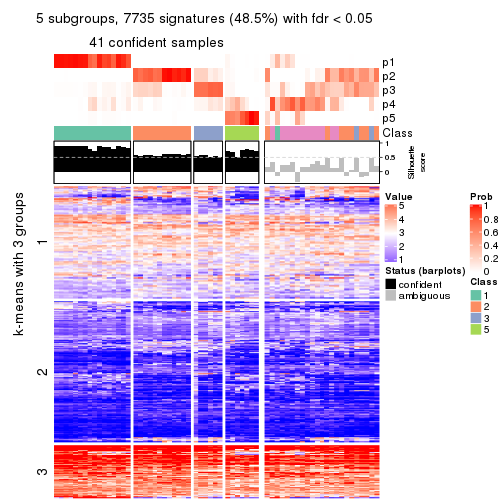 5 subgroups, 7735 signatures (48.5%) with fdr < 0.05
41 confident samples
p1
p2
p3
p4
p5
Class
1
0.5
0
Silhouette
score
k-means with 3 groups
1
2
3
Value
5
4
3
2
1
Status (barplots)
confident
ambiguous
Prob
1
0.8
0.6
0.4
0.2
0
Class
1
2
3
5